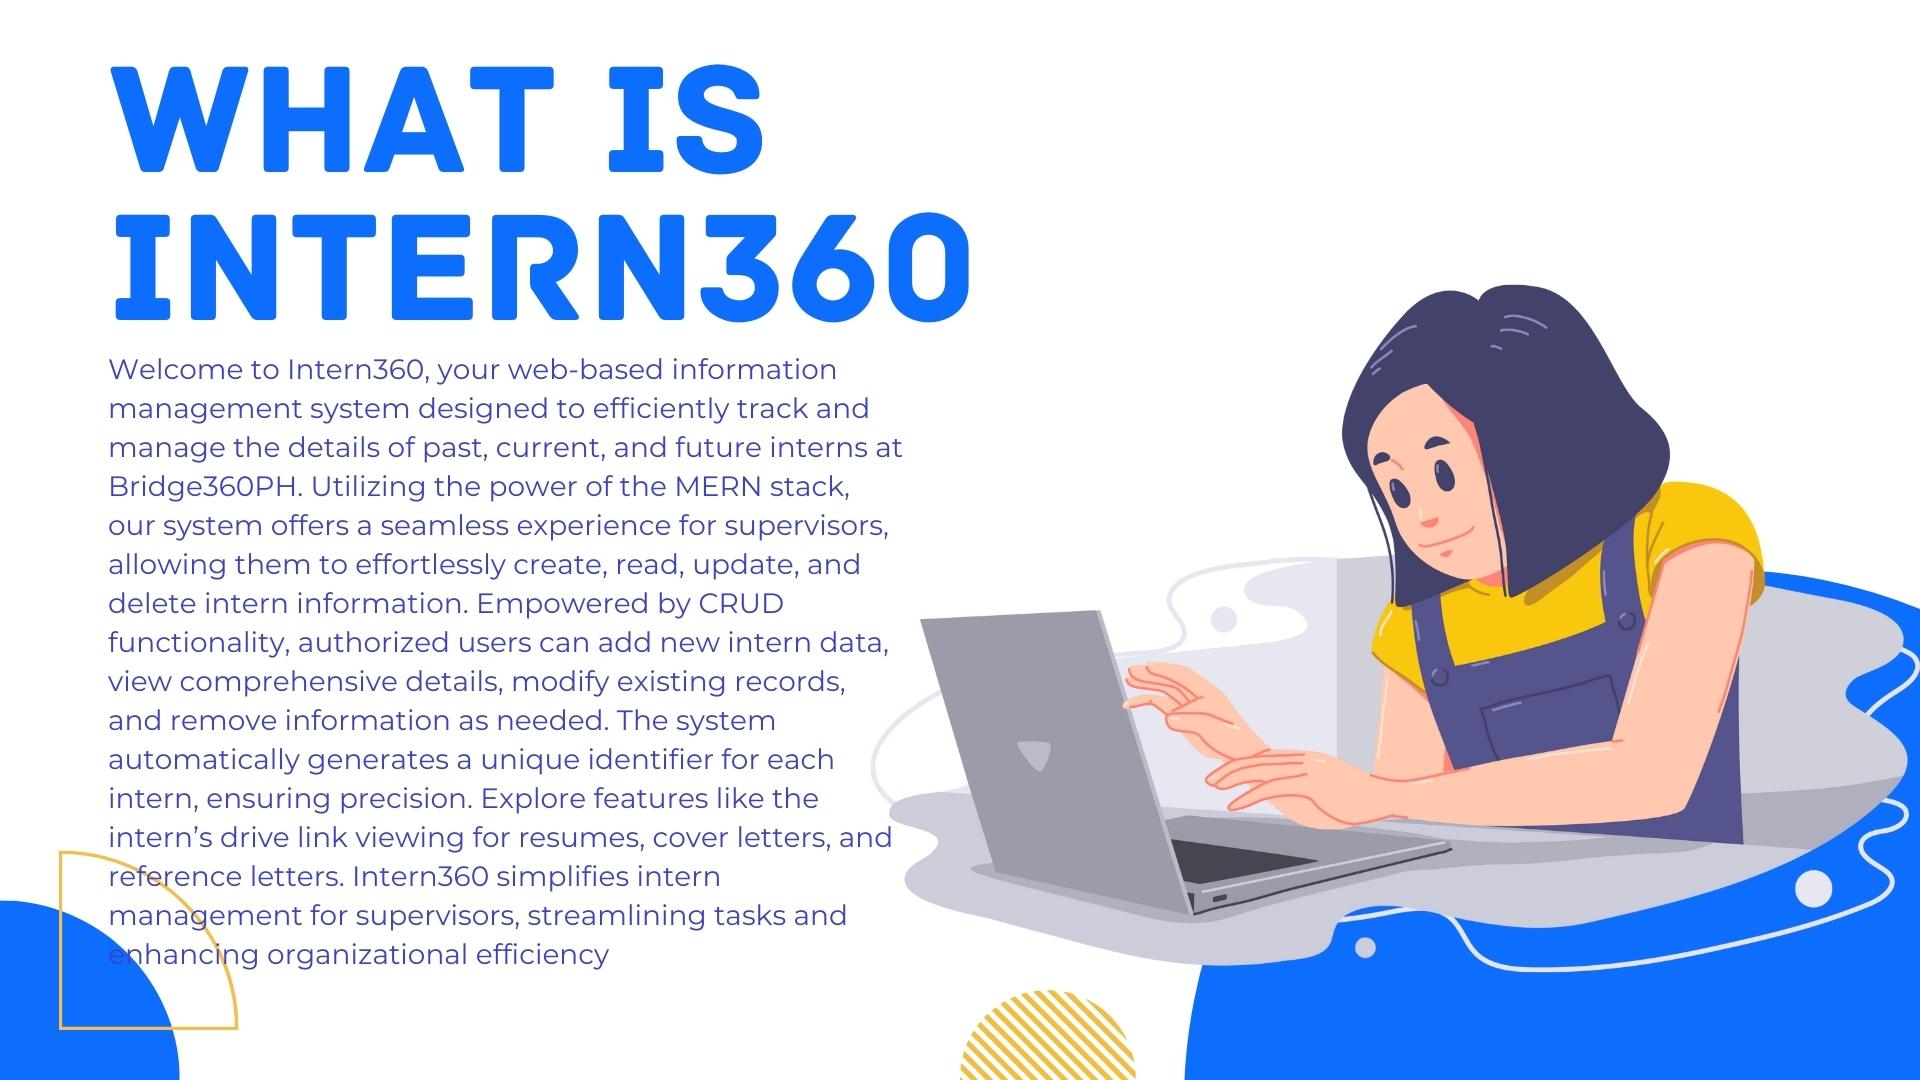 WHAT IS
INTERN360
Welcome to Intern360, your web-based information
management system designed to efficiently track and
manage the details of past, current, and future interns at
Bridge360PH. Utilizing the power of the MERN stack,
our system offers a seamless experience for supervisors,
allowing them to effortlessly create, read, update, and
delete intern information. Empowered by CRUD
functionality, authorized users can add new intern data,
view comprehensive details, modify existing records,
and remove information as needed. The system
automatically generates a unique identifier for each
intern, ensuring precision. Explore features like the
intern’s drive link viewing for resumes, cover letters, and
reference letters. Intern360 simplifies intern
management for supervisors, streamlining tasks and
enhancing organizational efficiency